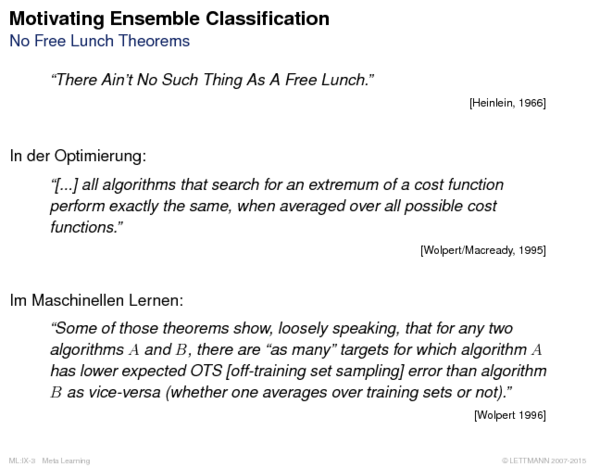 Motivating Ensemble Classification
No Free Lunch Theorems
“There Ain’t No Such Thing As A Free Lunch.”
[Heinlein, 1966]
In der Optimierung:
“[...] all algorithms that search for an extremum of a cost function
perform exactly the same, when averaged over all possible cost
functions.”
[Wolpert/Macready, 1995]
Im Maschinellen Lernen:
“Some of those theorems show, loosely speaking, that for any two
algorithms A and B, there are “as many” targets for which algorithm A
has lower expected OTS [off-training set sampling] error than algorithm
B as vice-versa (whether one averages over training sets or not).”
[Wolpert 1996]
ML:IX-3 Meta Learning
© LETTMANN 2007-2015